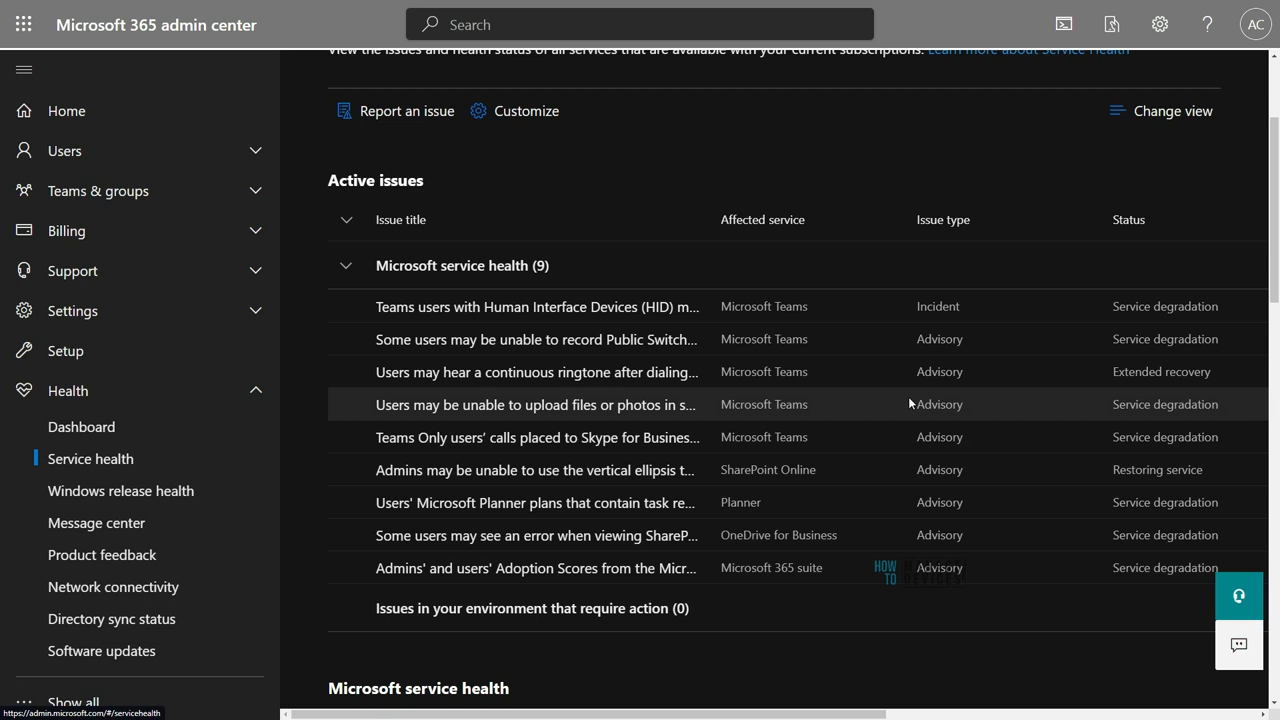 Microsoft 365 admin center
Search
AC
View the issues and health status of all services that are available with your current subscriptions. Learn more about Service Health
Home
Users
Teams & groups
Billing
Support
Settings
Setup
Health
Dashboard
Service health
Windows release health
Message center
Product feedback
Network connectivity
Directory sync status
Software updates
Show all
https://admin.microsoft.com/#/servicehealth
Report an issue
Customize
Change view
Active issues
Issue title Affected service Issue type Status
Microsoft service health (9)
Teams users with Human Interface Devices (HID) m... Microsoft Teams Incident Service degradation
Some users may be unable to record Public Switch... Microsoft Teams Advisory Service degradation
Users may hear a continuous ringtone after dialing... Microsoft Teams Advisory Extended recovery
Users may be unable to upload files or photos in s... Microsoft Teams Advisory Service degradation
Teams Only users’ calls placed to Skype for Busines... Microsoft Teams Advisory Service degradation
Admins may be unable to use the vertical ellipsis t... SharePoint Online Advisory Restoring service
Users' Microsoft Planner plans that contain task re... Planner Advisory Service degradation
Some users may see an error when viewing ShareP... OneDrive for Business Advisory Service degradation
Admins' and users' Adoption Scores from the Micr... Microsoft 365 suite Advisory Service degradation
HOW TO
DEVICES
Issues in your environment that require action (0)
Microsoft service health